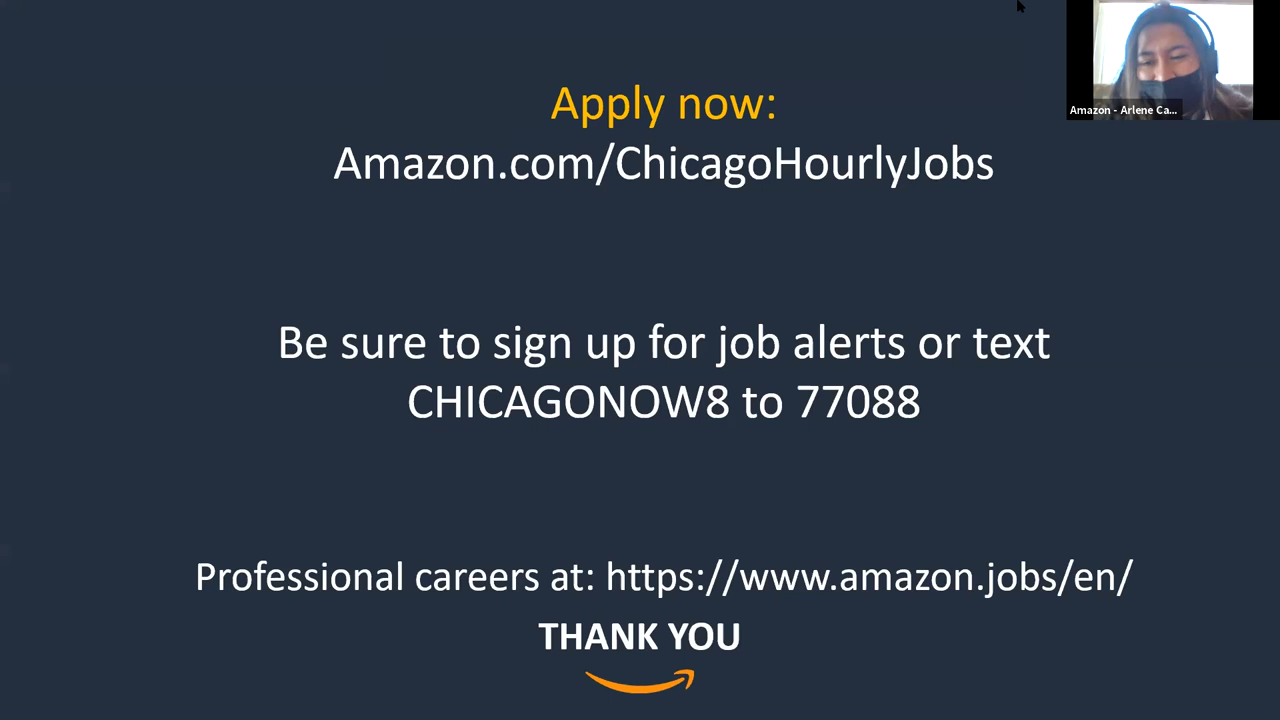 Apply now:
Amazon.com/ChicagoHourlyJobs
Amazon - Arlene Ca...
Be sure to sign up for job alerts or text
CHICAGONOW8 to 77088
Professional careers at: https://www.amazon.jobs/en/
THANK YOU